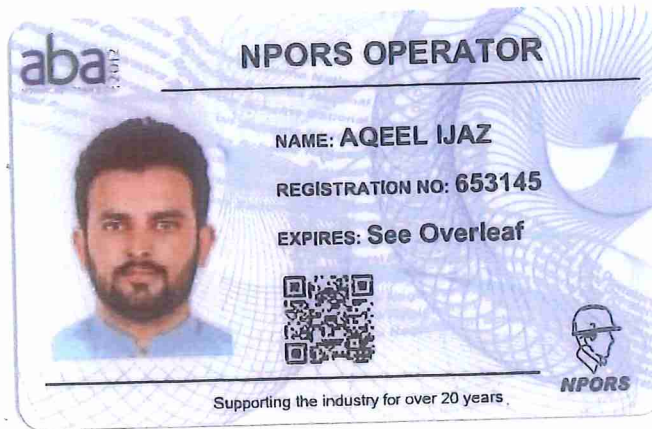 aba
NPORS OPERATOR
NAME: AQEEL IJAZ
REGISTRATION NO: 653145
EXPIRES: See Overleaf
NPORS
Supporting the industry for over 20 years